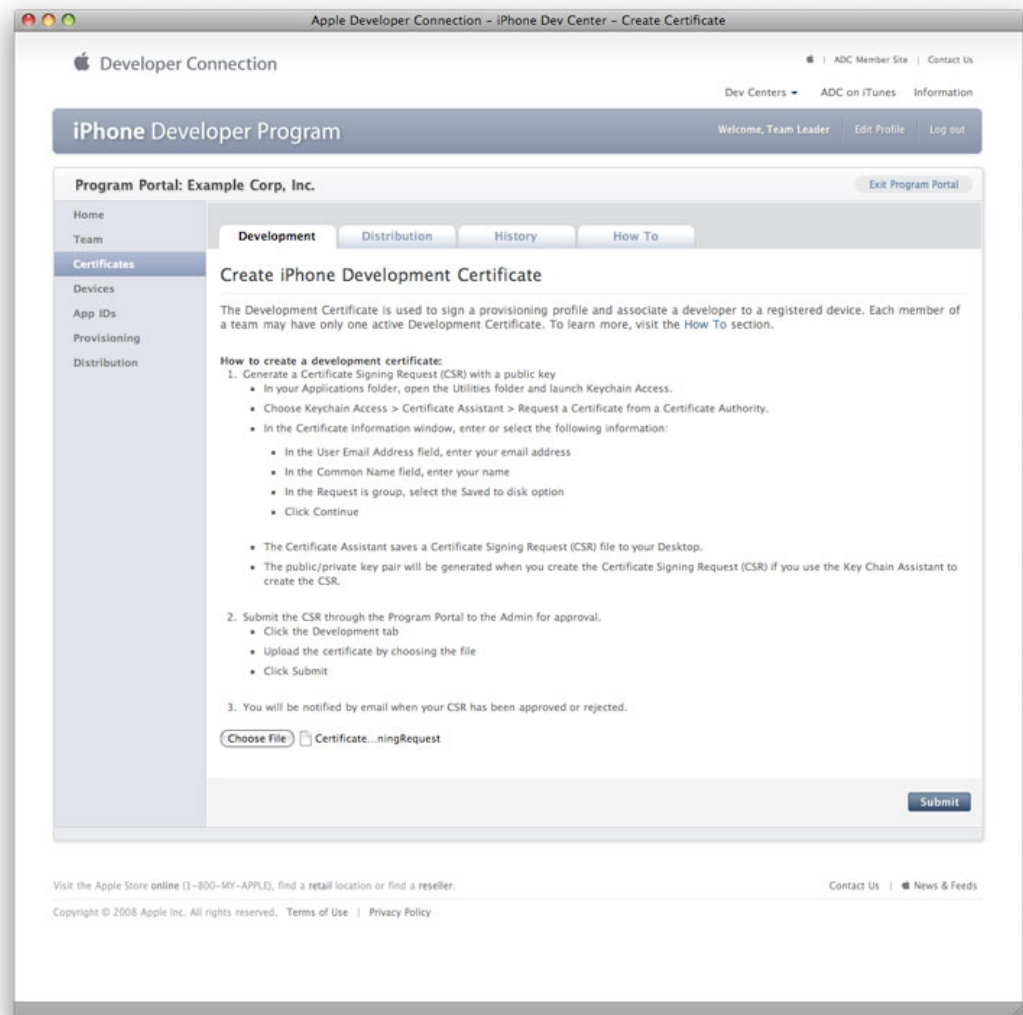 Apple Developer Connection – iPhone Dev Center – Create Certificate
Developer Connection
| ADC Member Site | Contact Us
Dev Centers ADC on iTunes Information
iPhone Developer Program
Welcome, Team Leader Edit Profile Log out
Program Portal: Example Corp, Inc.
Exit Program Portal
Home
Team
Certificates
Devices
App IDs
Provisioning
Distribution
Development Distribution History How To
Create iPhone Development Certificate
The Development Certificate is used to sign a provisioning profile and associate a developer to a registered device. Each member of
a team may have only one active Development Certificate. To learn more, visit the How To section.
How to create a development certificate:
1. Generate a Certificate Signing Request (CSR) with a public key
▪ In your Applications folder, open the Utilities folder and launch Keychain Access.
▪ Choose Keychain Access > Certificate Assistant > Request a Certificate from a Certificate Authority.
▪ In the Certificate Information window, enter or select the following information:
▪ In the User Email Address field, enter your email address
▪ In the Common Name field, enter your name
▪ In the Request is group, select the Saved to disk option
▪ Click Continue
▪ The Certificate Assistant saves a Certificate Signing Request (CSR) file to your Desktop.
▪ The public/private key pair will be generated when you create the Certificate Signing Request (CSR) if you use the Key Chain Assistant to
create the CSR.
2. Submit the CSR through the Program Portal to the Admin for approval.
▪ Click the Development tab
▪ Upload the certificate by choosing the file
▪ Click Submit
3. You will be notified by email when your CSR has been approved or rejected.
Choose File Certificate...ningRequest
Submit
Visit the Apple Store online (1-800-MY-APPLE), find a retail location or find a reseller.
Contact Us | News & Feeds
Copyright © 2008 Apple Inc. All rights reserved. Terms of Use | Privacy Policy